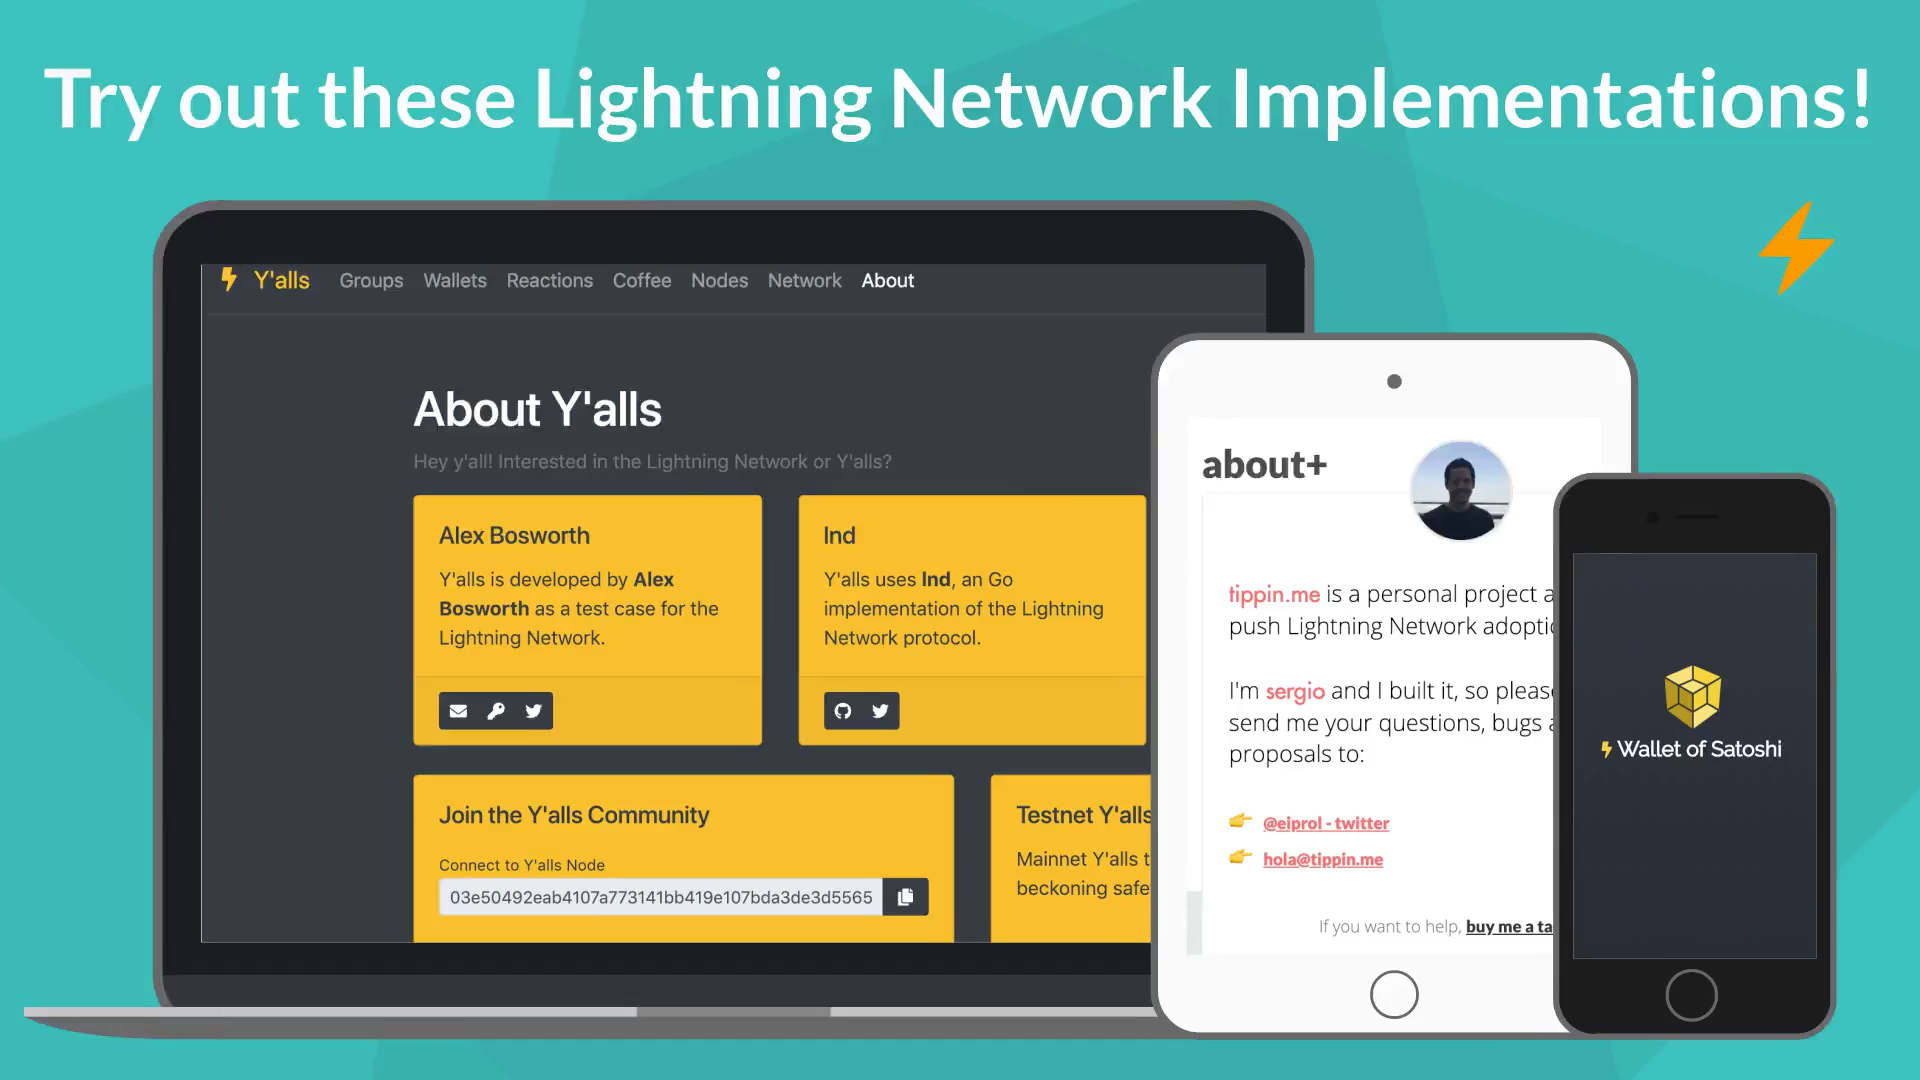 Try out these Lightning Network Implementations!
Y'alls Groups Wallets Reactions Coffee Nodes Network About
About Y'alls
Hey y'all! Interested in the Lightning Network or Y'alls?
Alex Bosworth
Y'alls is developed by Alex
Bosworth as a test case for the
Lightning Network.
lnd
Y'alls uses lnd, an Go
implementation of the Lightning
Network protocol.
Join the Y'alls Community
Connect to Y'alls Node
03e50492eab4107a773141bb419e107bda3de3d5565
Testnet Y'alls
Mainnet Y'alls t
beckoning safe
about+
tippin.me is a personal project a
push Lightning Network adoptio
I'm sergio and I built it, so please
send me your questions, bugs a
proposals to:
@eiprol - twitter
hola@tippin.me
If you want to help, buy me a ta
Wallet of Satoshi